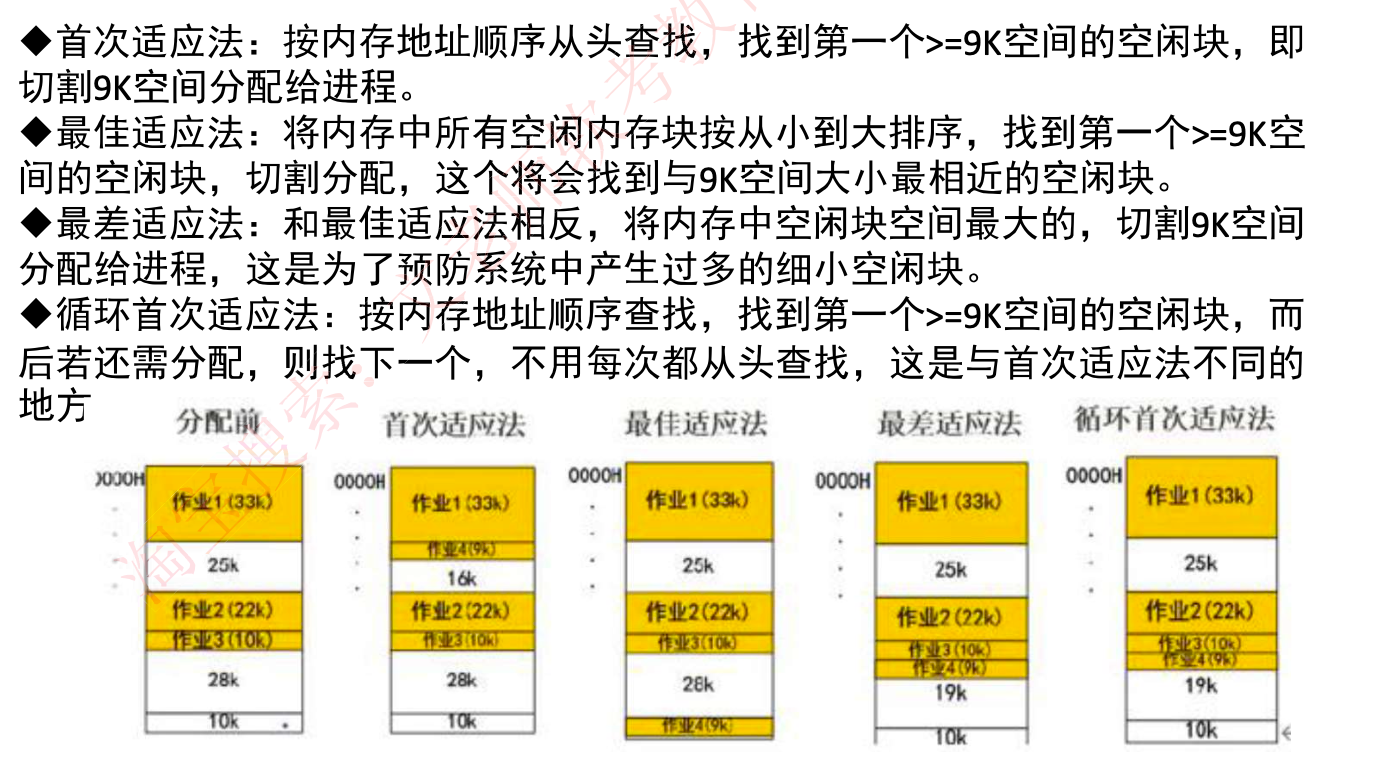 ◆首次适应法：按内存地址顺序从头查找，找到第一个>=9K空间的空闲块，即
切割9K空间分配给进程。
◆最佳适应法：将内存中所有空闲内存块按从小到大排序，找到第一个>=9K空
间的空闲块，切割分配，这个将会找到与9K空间大小最相近的空闲块。
◆最差适应法：和最佳适应法相反，将内存中空闲块空间最大的，切割9K空间
分配给进程，这是为了预防系统中产生过多的细小空闲块。
◆循环首次适应法：按内存地址顺序查找，找到第一个>=9K空间的空闲块，而
后若还需分配，则找下一个，不用每次都从头查找，这是与首次适应法不同的
地方
淘宝搜索：文老师软考教育
分配前
0000H
作业1(33k)
25k
作业2(22k)
作业3(10k)
28k
10k
首次适应法
0000H
作业1(33k)
作业4(9k)
16k
作业2(22k)
作业3(10k)
28k
10k
最佳适应法
0000H
作业1(33k)
25k
作业2(22k)
作业3(10k)
28k
作业4(9k)
最差适应法
0000H
作业1(33k)
25k
作业2(22k)
作业3(10k)
作业4(9k)
19k
10k
循环首次适应法
0000H
作业1(33k)
25k
作业2(22k)
作业3(10k)
作业4(9k)
19k
10k